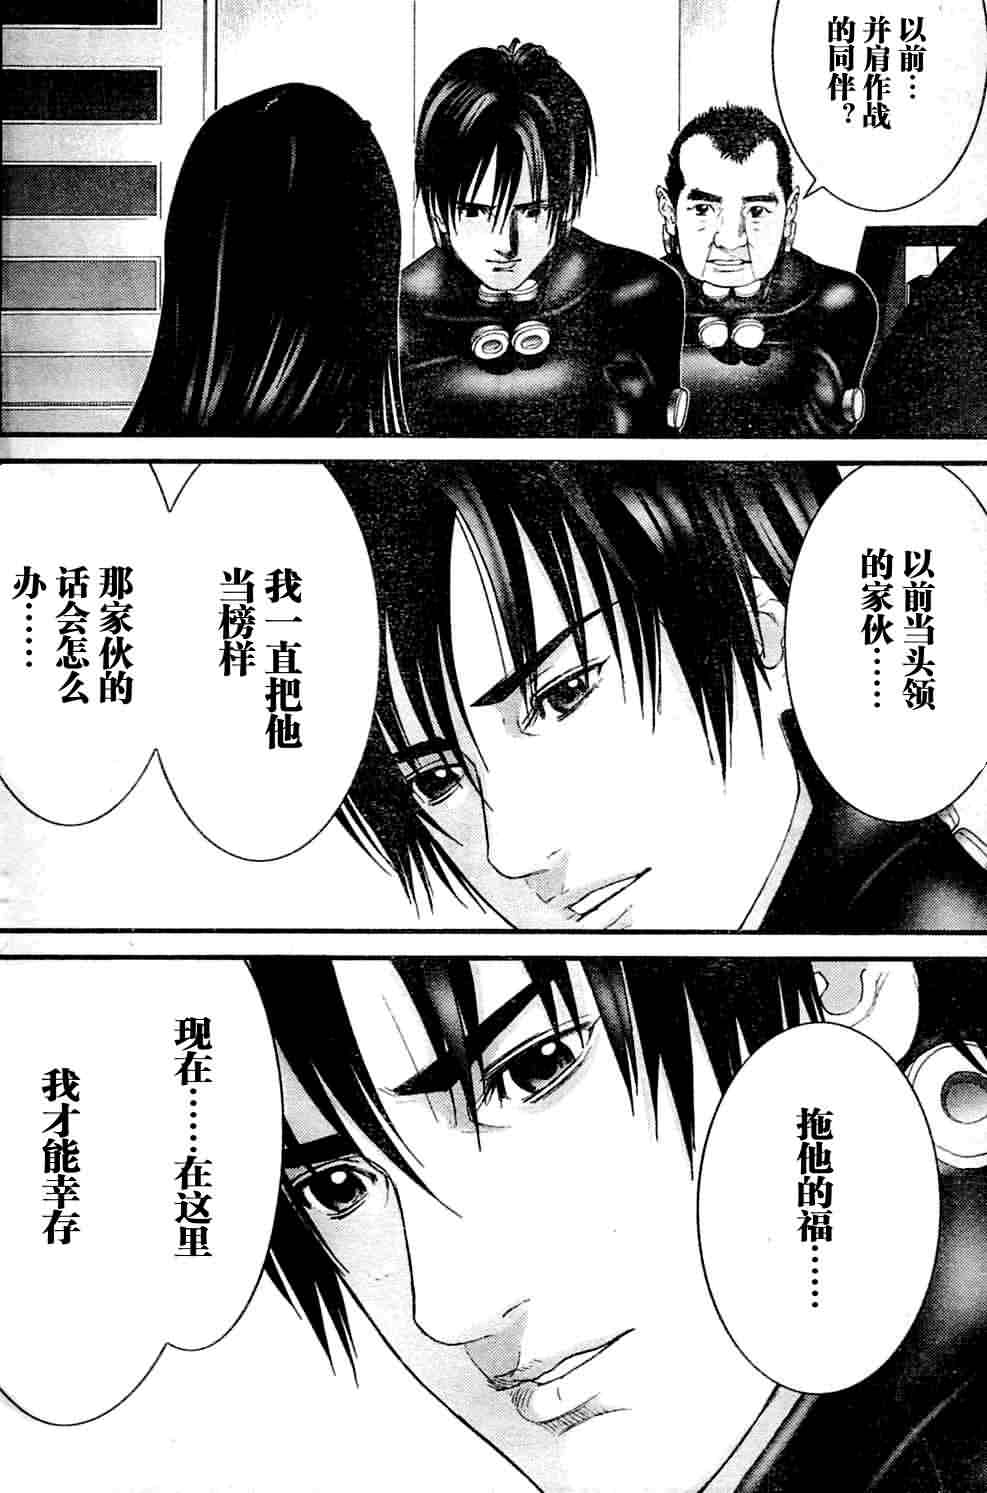 以前…
并肩作战
的同伴？
以前当头领
的家伙……
我一直把他
当榜样
那家伙的
话会怎么
办……
拖他的福……
现在……在这里
我才能幸存